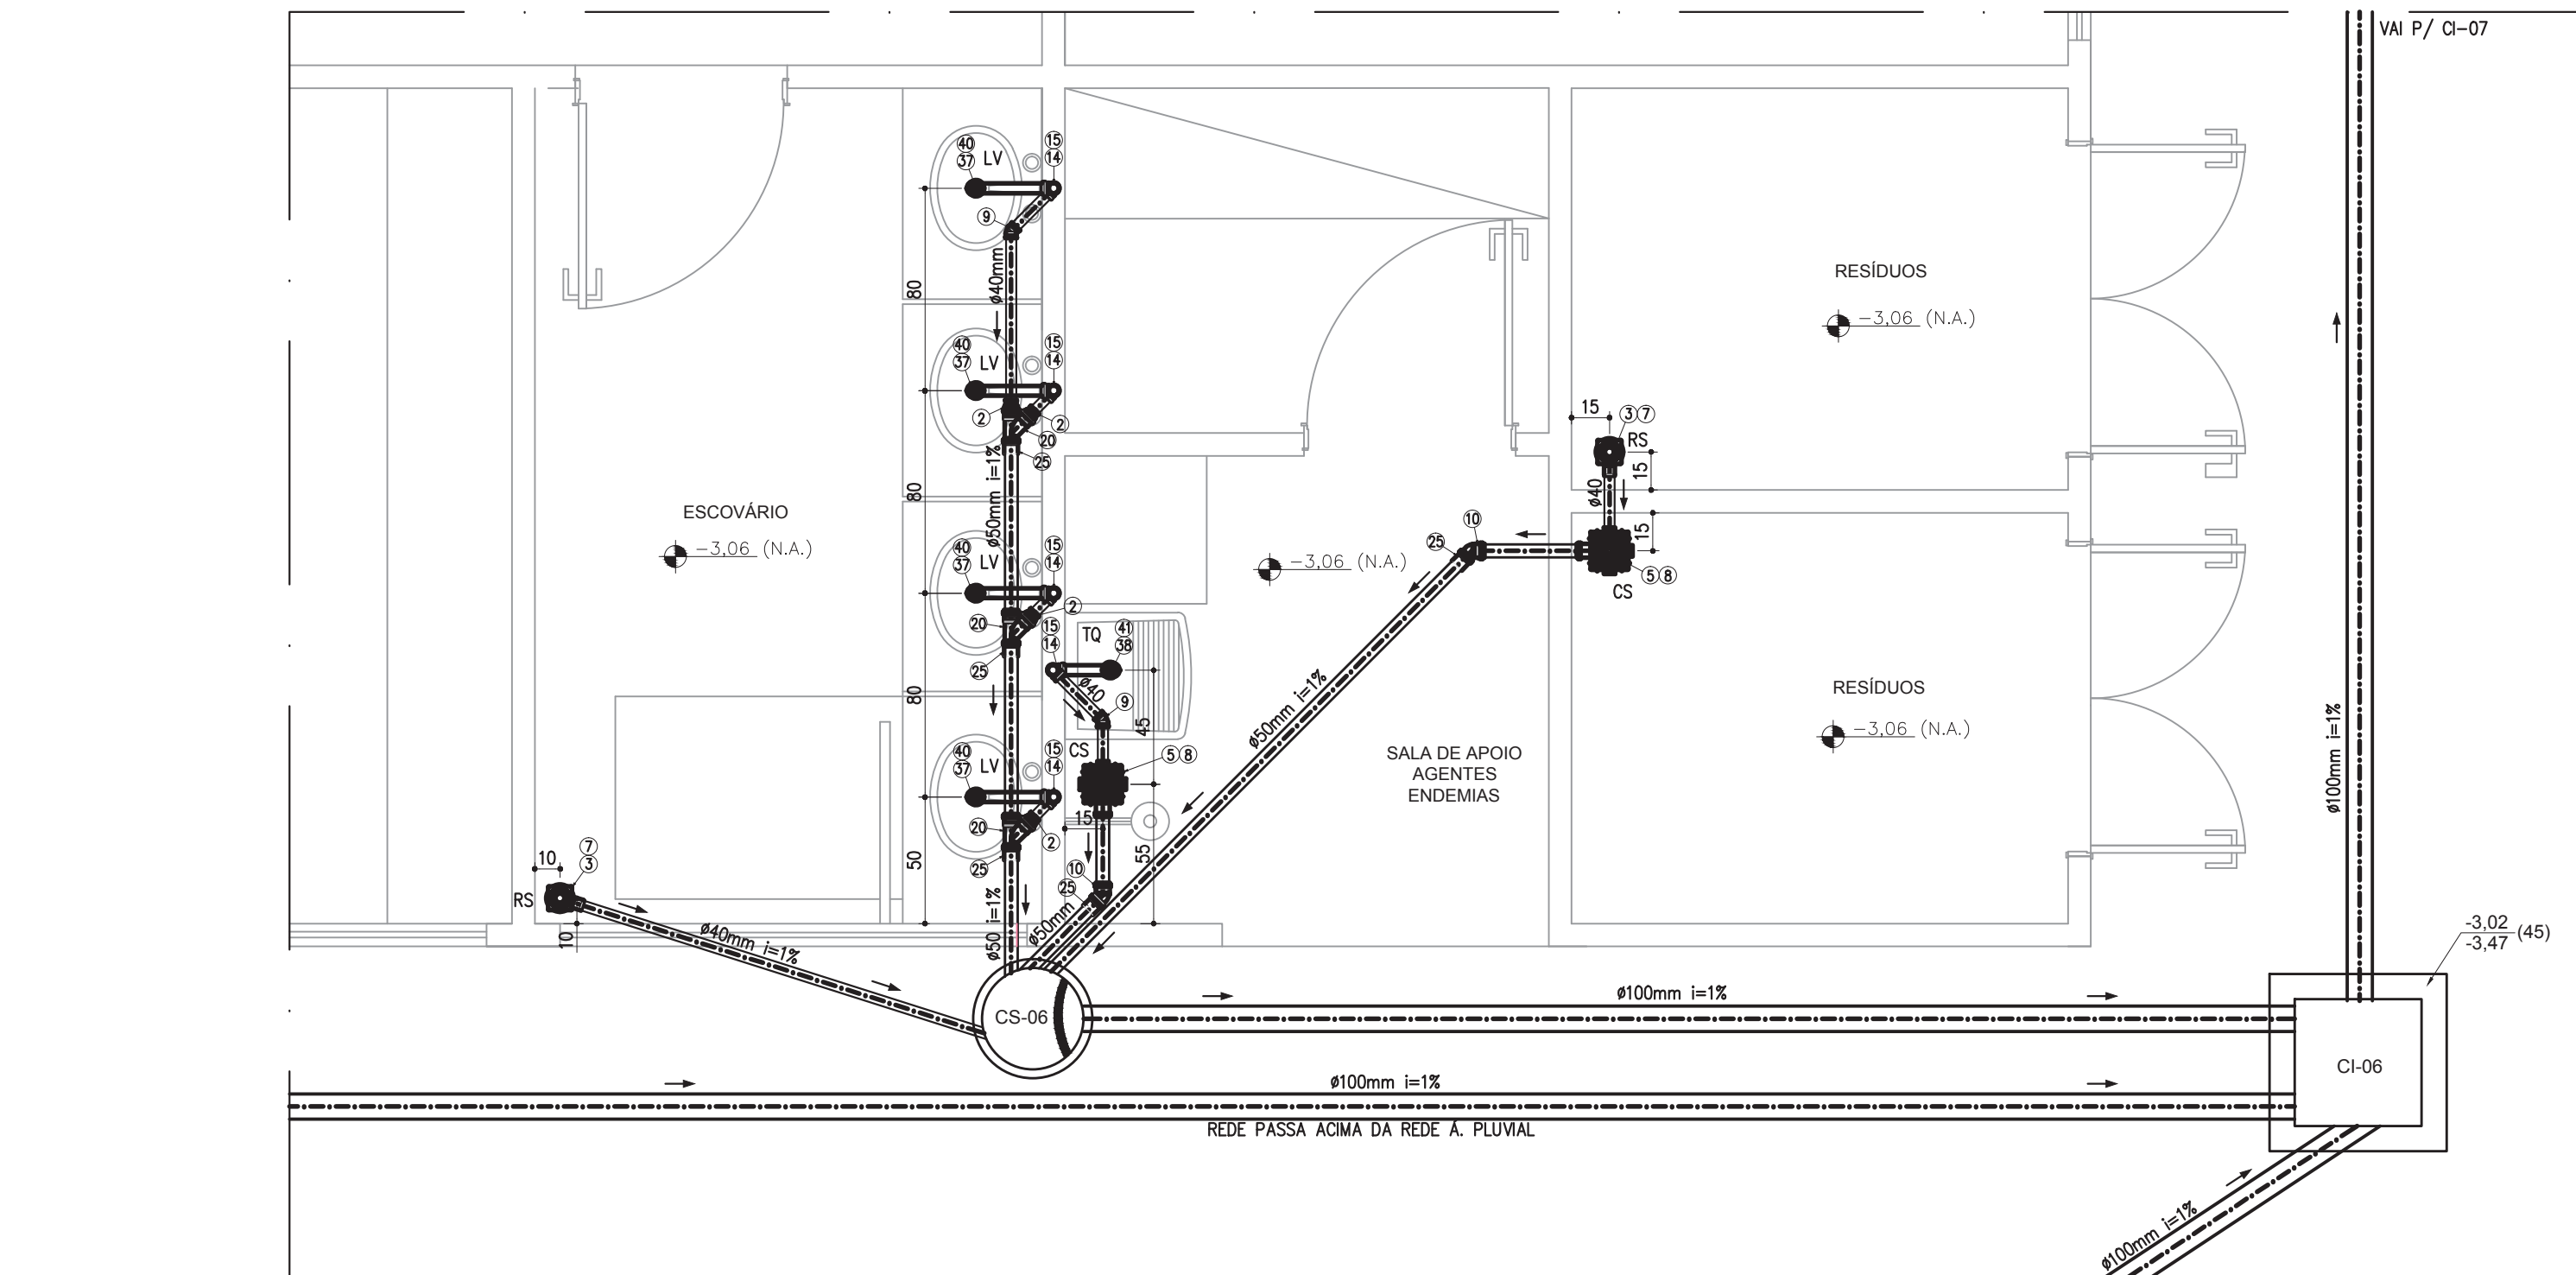 VAI P/ CI-07
40
37
LV
15
14
9
ø40mm
80
RESÍDUOS
-3,06 (N.A.)
40
37
LV
15
14
2
2
20
25
15
3 7
RS
15
ø40
15
80
ø50mm i=1%
ESCOVÁRIO
-3,06 (N.A.)
10
25
-3,06 (N.A.)
5 8
CS
40
37
LV
15
14
2
20
25
15
14
TQ
41
38
ø40
9
45
80
RESÍDUOS
-3,06 (N.A.)
ø50mm i=1%
SALA DE APOIO
AGENTES
ENDEMIAS
ø100mm i=1%
40
37
LV
15
14
CS
5 8
15
20
2
25
50
55
10
25
10
7
3
RS
10
ø40mm i=1%
ø50 i=1%
ø50mm
-3,02
-3,47
(45)
CS-06
ø100mm i=1%
CI-06
ø100mm i=1%
REDE PASSA ACIMA DA REDE Á. PLUVIAL
ø100mm i=1%